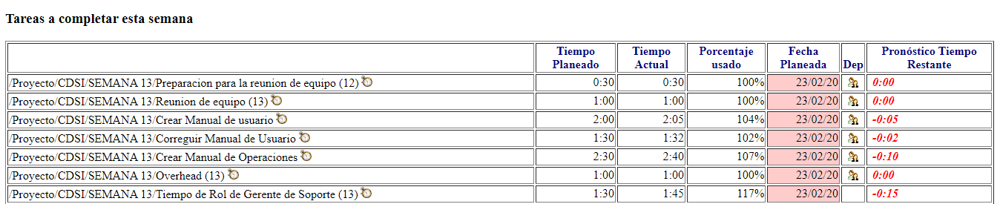 Tareas a completar esta semana
Tiempo Planeado Tiempo Actual Porcentaje usado Fecha Planeada Dep Pronóstico Tiempo Restante
/Proyecto/CDSI/SEMANA 13/Preparacion para la reunion de equipo (12) 0:30 0:30 100% 23/02/20 0:00
/Proyecto/CDSI/SEMANA 13/Reunion de equipo (13) 1:00 1:00 100% 23/02/20 0:00
/Proyecto/CDSI/SEMANA 13/Crear Manual de usuario 2:00 2:05 104% 23/02/20 -0:05
/Proyecto/CDSI/SEMANA 13/Correguir Manual de Usuario 1:30 1:32 102% 23/02/20 -0:02
/Proyecto/CDSI/SEMANA 13/Crear Manual de Operaciones 2:30 2:40 107% 23/02/20 -0:10
/Proyecto/CDSI/SEMANA 13/Overhead (13) 1:00 1:00 100% 23/02/20 0:00
/Proyecto/CDSI/SEMANA 13/Tiempo de Rol de Gerente de Soporte (13) 1:30 1:45 117% 23/02/20 -0:15